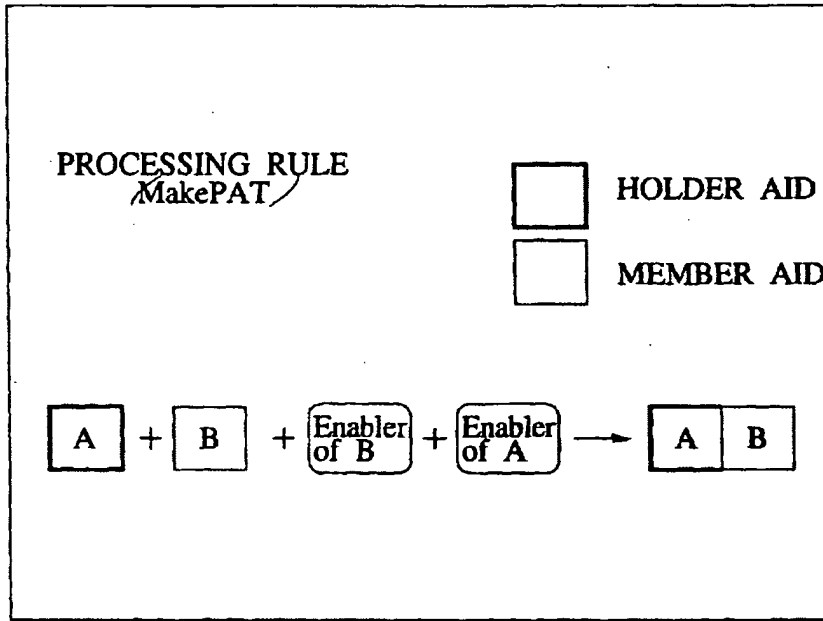 PROCESSING RULE
MakePAT
HOLDER AID
MEMBER AID
A + B + Enabler of B + Enabler of A → A B